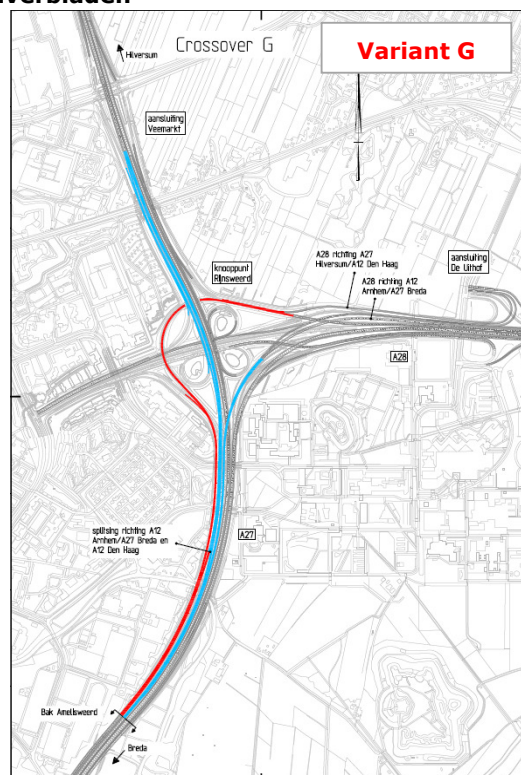 Crossover G
Variant G
Hilversum
aansluiting
Veemarkt
knooppunt
Rijnsweerd
A28 richting A27
Hilversum/A12 Den Haag
A28 richting A12
Arnhem/A27 Breda
aansluiting
De Uithof
A28
splitsing richting A12
Arnhem/A27 Breda en
A12 Den Haag
A27
Bak Amelisweerd
Breda